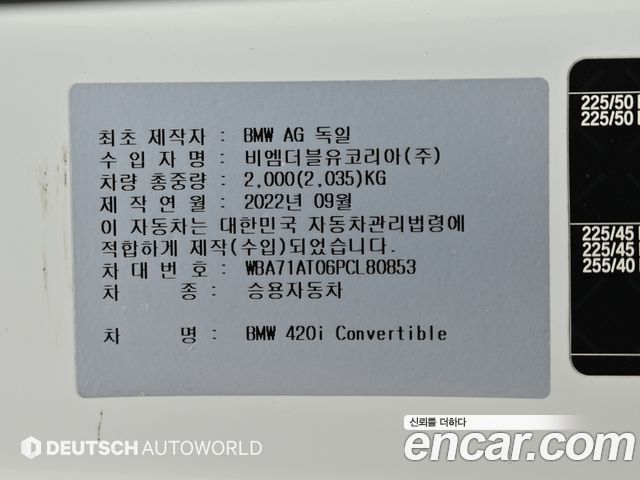 최초 제작자 : BMW AG 독일
수 입 자 명 : 비엠더블유코리아(주)
차량 총중량 : 2,000(2,035)KG
제 작 연 월 : 2022년 09월
이 자동차는 대한민국 자동차관리법령에
적합하게 제작(수입)되었습니다.
차 대 번 호 : WBA71AT06PCL80853
차 종 : 승용자동차
차 명 : BMW 420i Convertible
225/50
225/50
225/45
225/45
255/40
DEUTSCH AUTOWORLD
신뢰를 더하다
encar.com